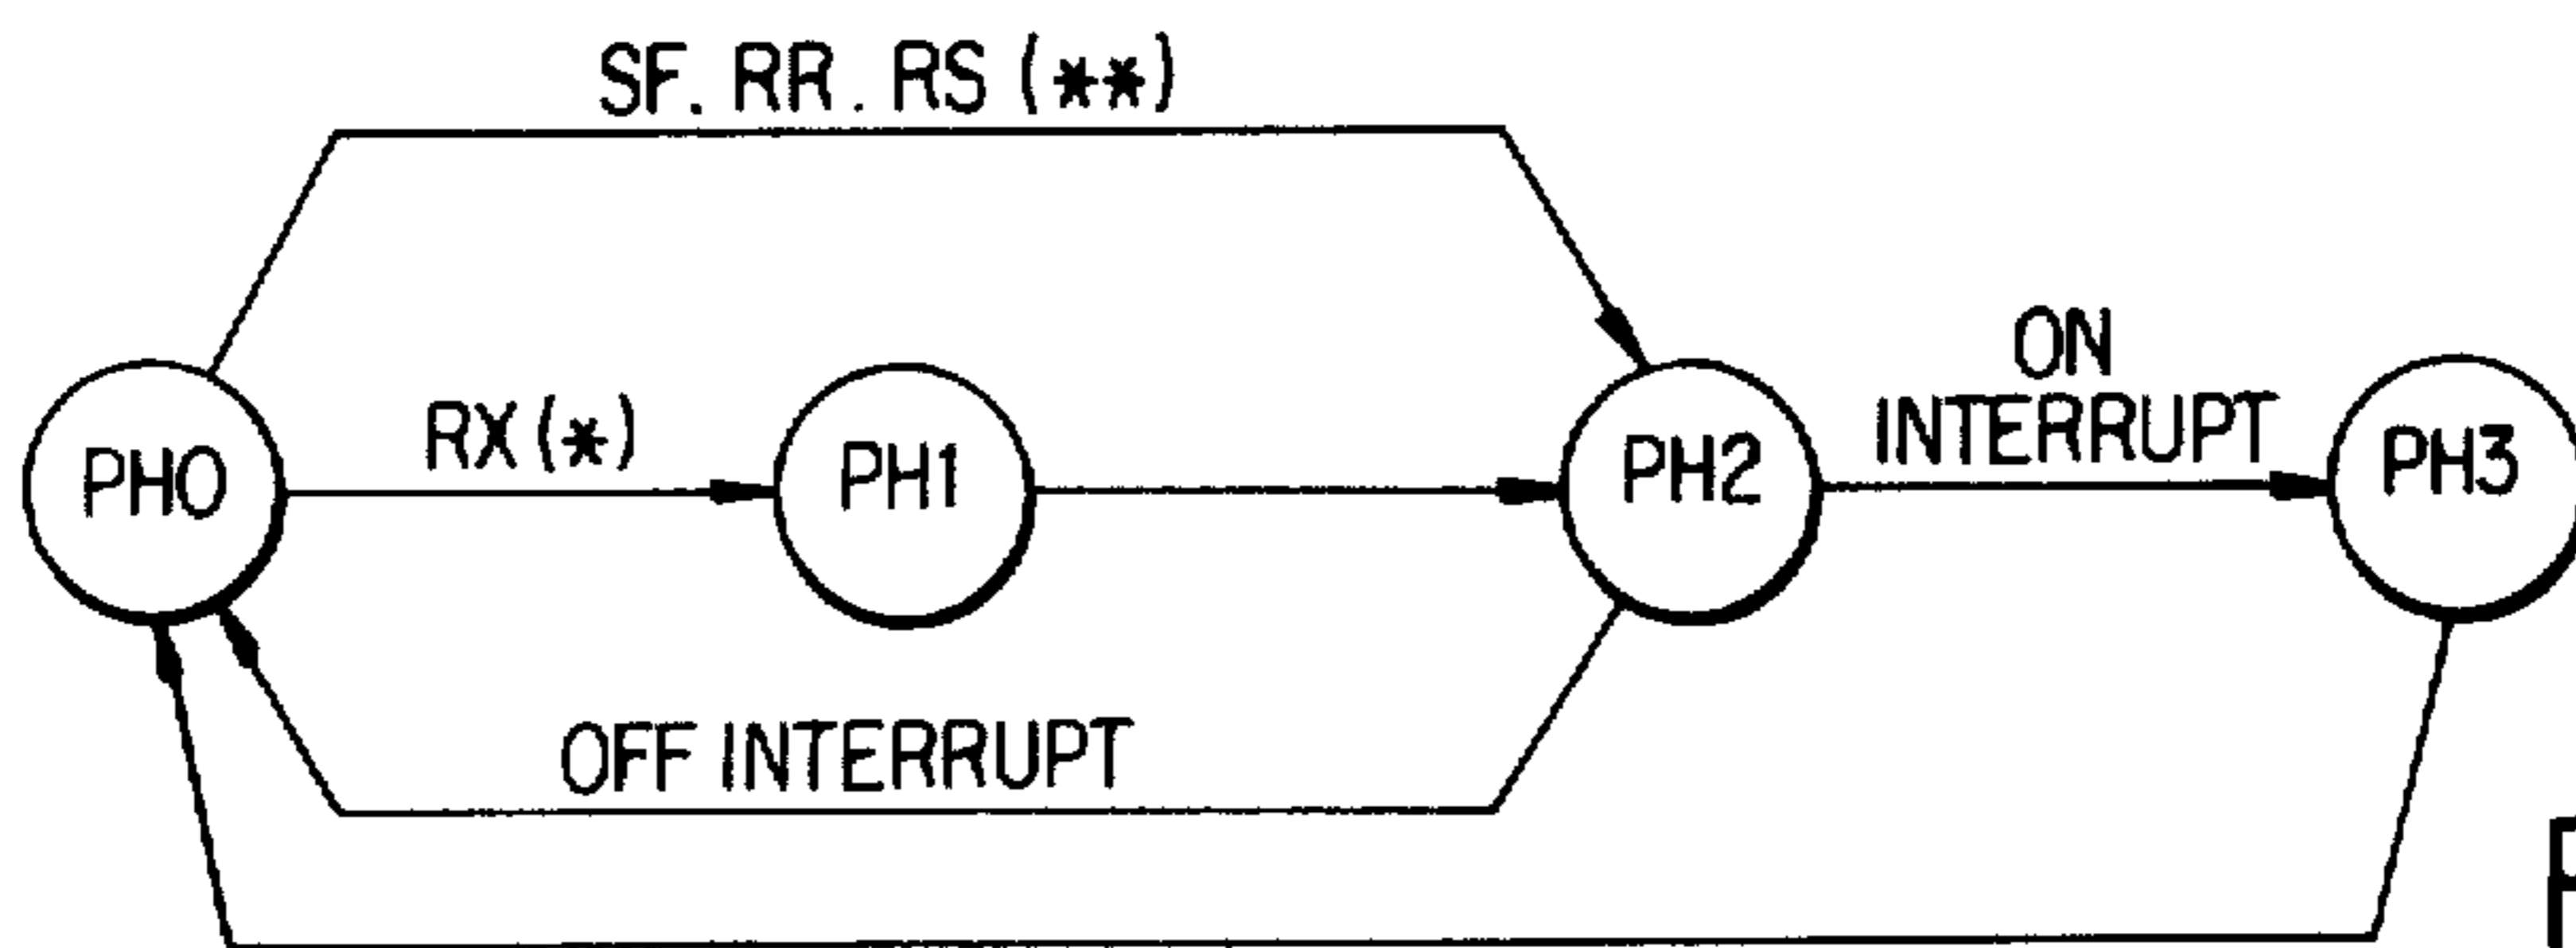 SF. RR. RS (**)
ON
INTERRUPT
RX (*)
PH0
PH1
PH2
PH3
OFF INTERRUPT